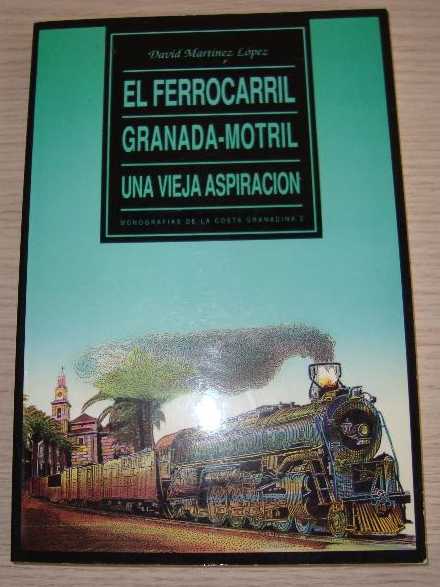 David Martínez López
EL FERROCARRIL
GRANADA-MOTRIL
UNA VIEJA ASPIRACION
MONOGRAFIAS DE LA COSTA GRANADINA 2